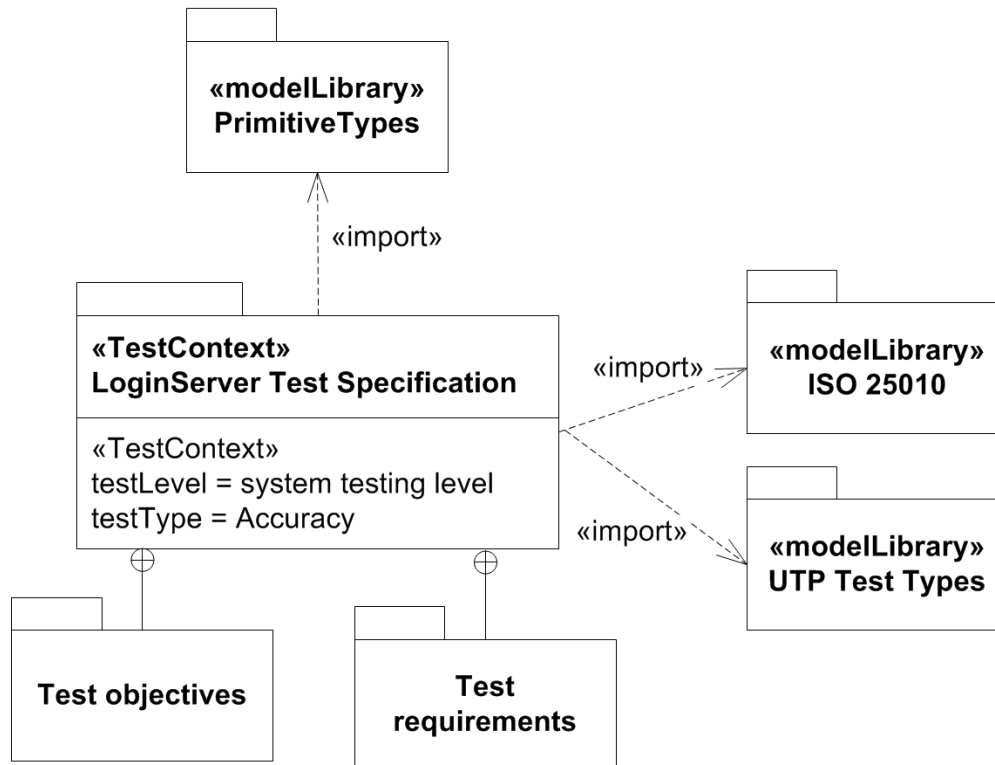 «modelLibrary»
PrimitiveTypes
«import»
«TestContext»
LoginServer Test Specification
«TestContext»
testLevel = system testing level
testType = Accuracy
«import»
«modelLibrary»
ISO 25010
«import»
«modelLibrary»
UTP Test Types
Test objectives
Test
requirements